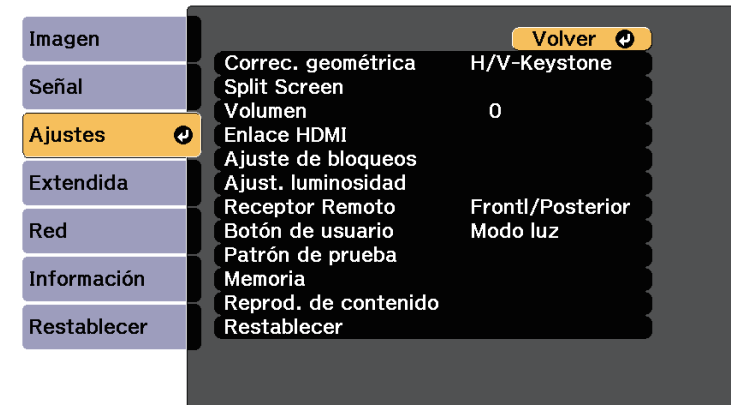 Imagen
Señal
Ajustes
Extendida
Red
Información
Restablecer
Volver
Correc. geométrica H/V-Keystone
Split Screen
Volumen 0
Enlace HDMI
Ajuste de bloqueos
Ajust. luminosidad
Receptor Remoto Frontl/Posterior
Botón de usuario Modo luz
Patrón de prueba
Memoria
Reprod. de contenido
Restablecer